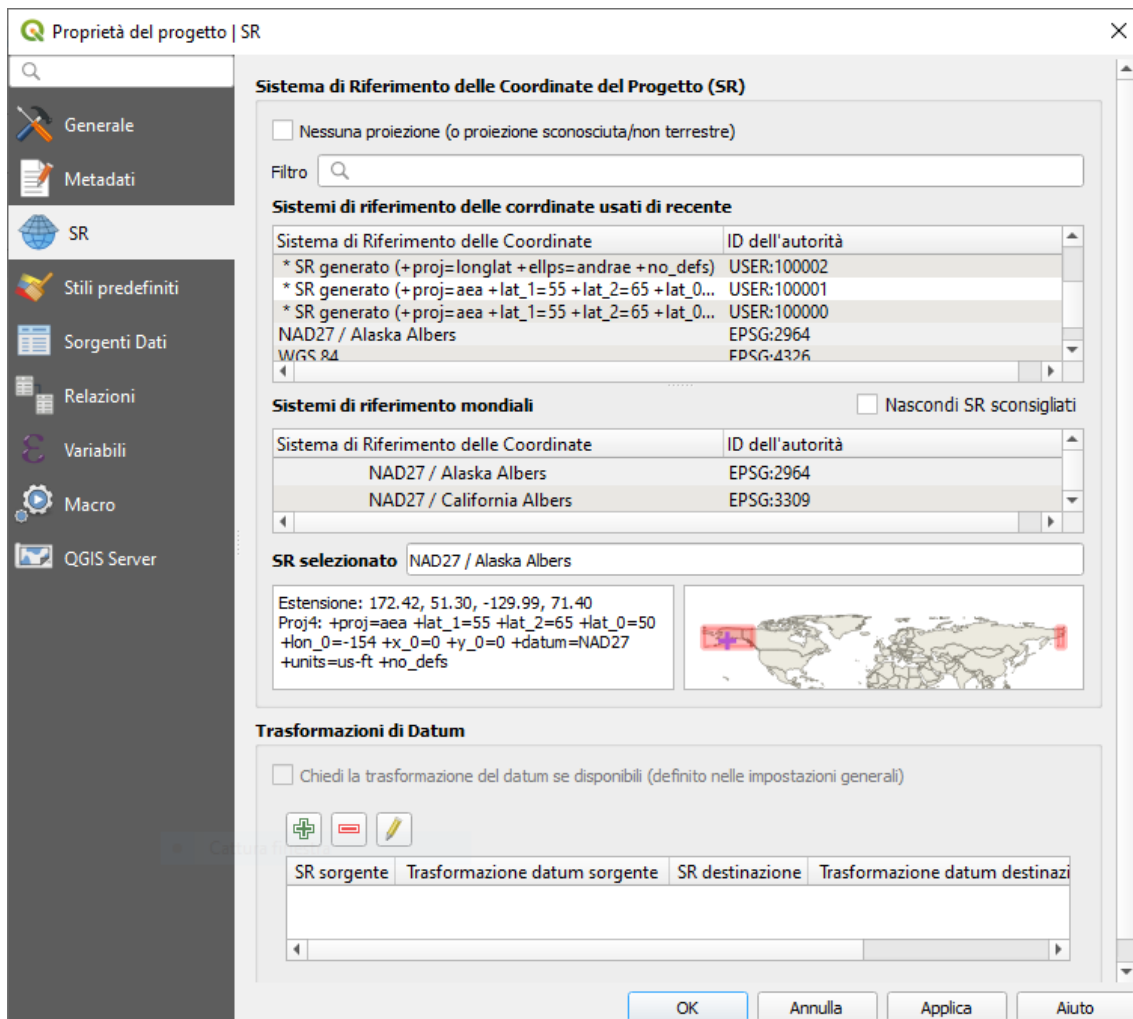 Proprietà del progetto | SR
Generale
Metadati
SR
Stili predefiniti
Sorgenti Dati
Relazioni
Variabili
Macro
QGIS Server
Sistema di Riferimento delle Coordinate del Progetto (SR)
Nessuna proiezione (o proiezione sconosciuta/non terrestre)
Filtro
Sistemi di riferimento delle corrdinate usati di recente
Sistema di Riferimento delle Coordinate ID dell'autorità
* SR generato (+proj=longlat +ellps=andrae +no_defs) USER:100002
* SR generato (+proj=aea +lat_1=55 +lat_2=65 +lat_0... USER:100001
* SR generato (+proj=aea +lat_1=55 +lat_2=65 +lat_0... USER:100000
NAD27 / Alaska Albers EPSG:2964
WGS 84 EPSG:4326
Sistemi di riferimento mondiali Nascondi SR sconsigliati
Sistema di Riferimento delle Coordinate ID dell'autorità
NAD27 / Alaska Albers EPSG:2964
NAD27 / California Albers EPSG:3309
SR selezionato NAD27 / Alaska Albers
Estensione: 172.42, 51.30, -129.99, 71.40
Proj4: +proj=aea +lat_1=55 +lat_2=65 +lat_0=50
+lon_0=-154 +x_0=0 +y_0=0 +datum=NAD27
+units=us-ft +no_defs
Trasformazioni di Datum
Chiedi la trasformazione del datum se disponibili (definito nelle impostazioni generali)
SR sorgente Trasformazione datum sorgente SR destinazione Trasformazione datum destinazi
OK Annulla Applica Aiuto